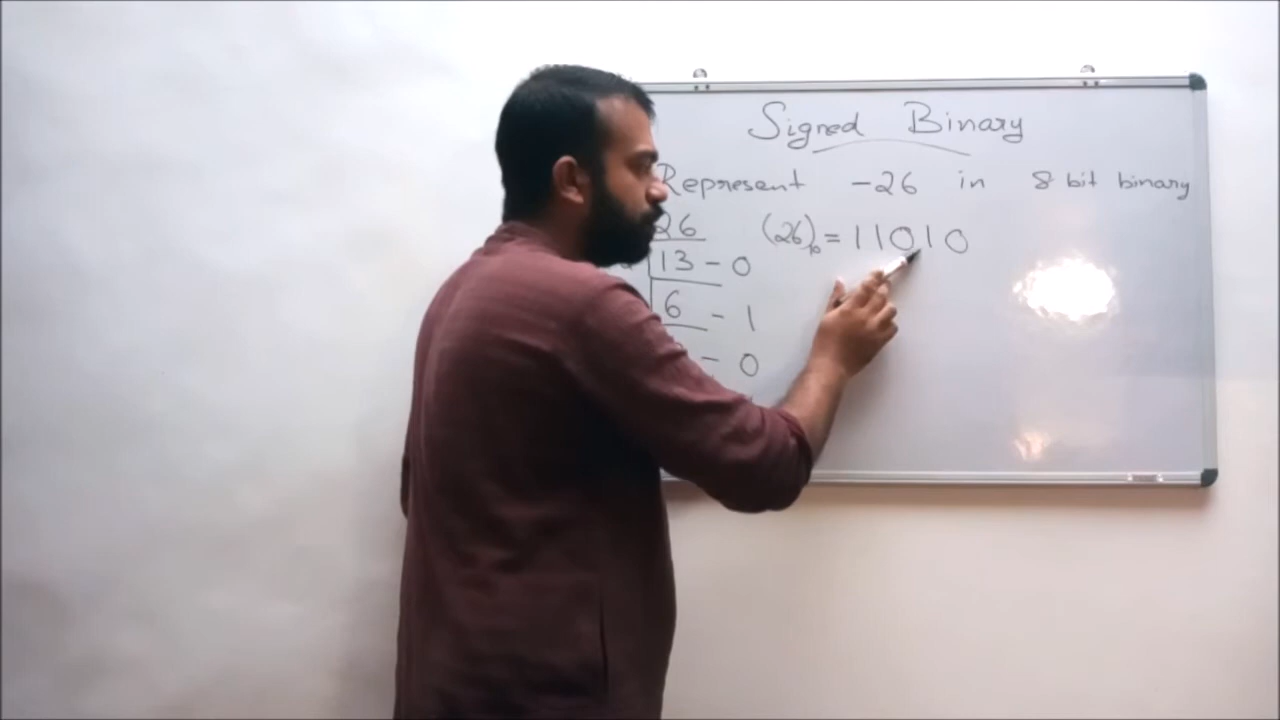 Signed Binary
Represent -26 in 8 bit binary
26 (26)₁₀ = 11010
13 - 0
6 - 1
- 0